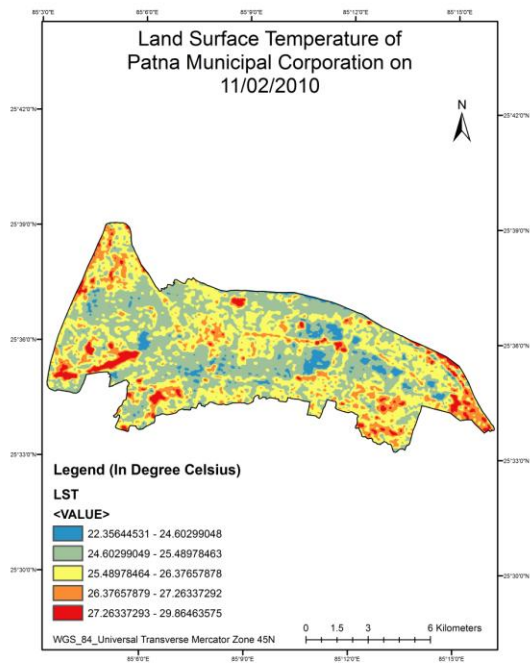 85°3'0"E 85°6'0"E 85°9'0"E 85°12'0"E 85°15'0"E
Land Surface Temperature of
Patna Municipal Corporation on
11/02/2010
N
25°42'0"N 25°42'0"N
25°39'0"N 25°39'0"N
25°36'0"N 25°36'0"N
25°33'0"N 25°33'0"N
25°30'0"N 25°30'0"N
Legend (In Degree Celsius)
LST
<VALUE>
22.35644531 - 24.60299048
24.60299049 - 25.48978463
25.48978464 - 26.37657878
26.37657879 - 27.26337292
27.26337293 - 29.86463575
WGS_84_Universal Transverse Mercator Zone 45N
0 1.5 3 6 Kilometers
85°6'0"E 85°9'0"E 85°12'0"E 85°15'0"E